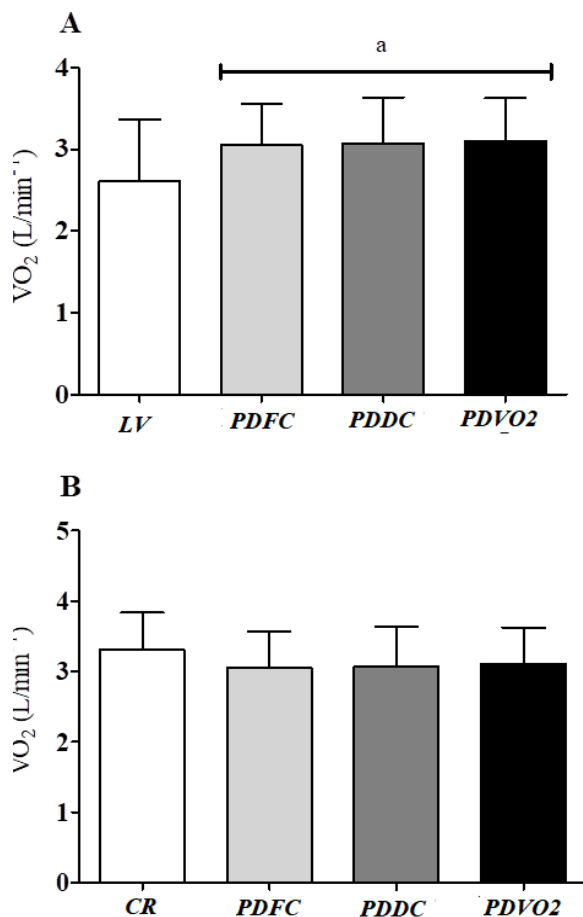 A
a
VO₂ (L/min⁻¹)
4
3
2
1
0
LV PDFC PDDC PDVO2
B
VO₂ (L/min⁻¹)
5
4
3
2
1
0
CR PDFC PDDC PDVO2